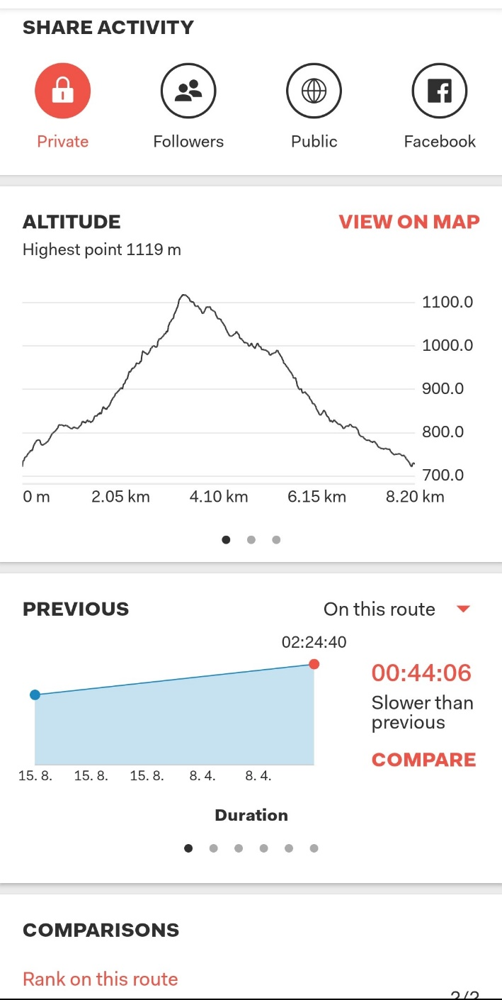 SHARE ACTIVITY
Private Followers Public Facebook
ALTITUDE VIEW ON MAP
Highest point 1119 m
1100.0
1000.0
900.0
800.0
700.0
0 m 2.05 km 4.10 km 6.15 km 8.20 km
PREVIOUS On this route
02:24:40
00:44:06
Slower than
previous
COMPARE
15. 8. 15. 8. 15. 8. 8. 4. 8. 4.
Duration
COMPARISONS
Rank on this route